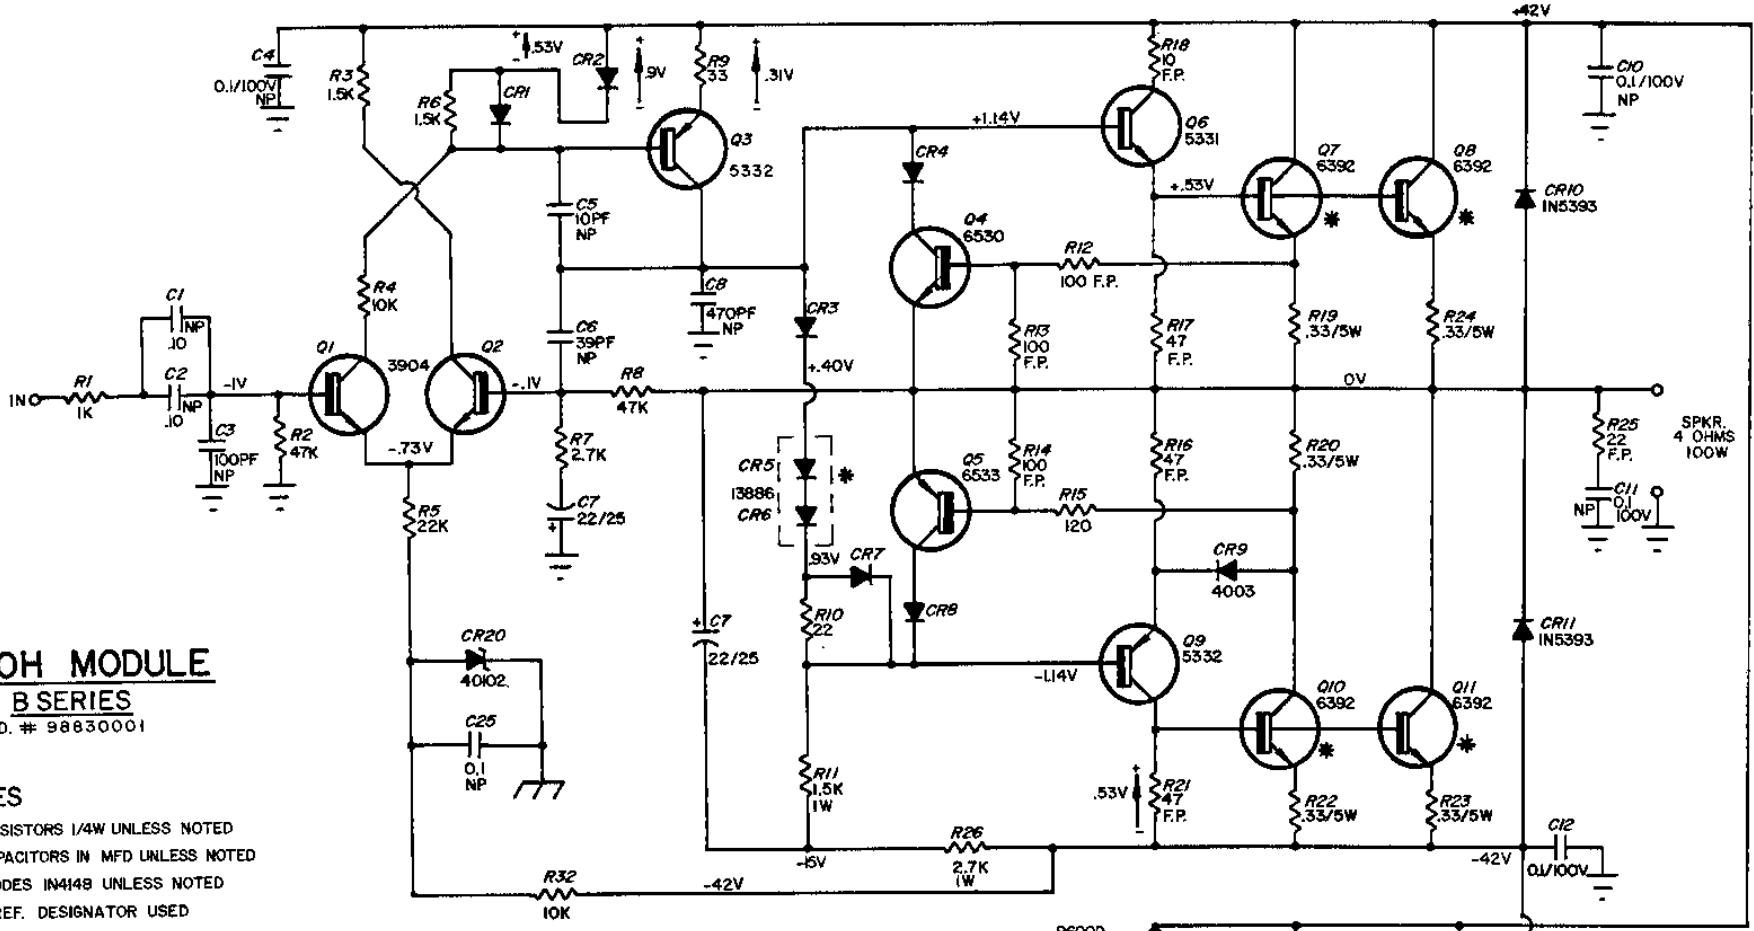 +42V
C4
0.1/100V
NP
R3
1.5K
R6
1.5K
+
.53V
-
CR1
CR2
+
.9V
-
R9
33
+
.31V
-
Q3
5332
R18
10
F.P.
C10
0.1/100V
NP
+1.14V
Q6
5331
CR4
Q7
6392
*
Q8
6392
*
+.53V
CR10
IN5393
C5
10PF
NP
Q4
6530
R12
100 F.P.
R4
10K
C8
470PF
NP
CR3
C1
NP
.10
C6
39PF
NP
R13
100
F.P.
R17
47
F.P.
R19
.33/5W
R24
.33/5W
Q1
3904
Q2
+.40V
IN
R1
1K
C2
NP
.10
-1V
-.1V
R8
47K
0V
C3
100PF
NP
R2
47K
-.73V
R7
2.7K
CR5
13886
CR6
*
Q5
6533
R14
100
F.P.
R16
47
F.P.
R20
.33/5W
R25
22
F.P.
SPKR.
4 OHMS
100W
R5
22K
C7
22/25
+
R15
120
C11
NP
0.1
100V
.93V
CR7
CR9
4003
+
C7
22/25
R10
22
CR8
CR11
IN5393
CR20
40102
Q9
5332
-1.14V
OH MODULE
B SERIES
D. # 98830001
C25
0.1
NP
Q10
6392
*
Q11
6392
*
R11
1.5K
1W
+
.53V
-
R21
47
F.P.
R22
.33/5W
R23
.33/5W
ES
SISTORS 1/4W UNLESS NOTED
PACITORS IN MFD UNLESS NOTED
ODES IN4148 UNLESS NOTED
REF. DESIGNATOR USED
-15V
R26
2.7K
1W
-42V
C12
0.1/100V
R32
10K
-42V